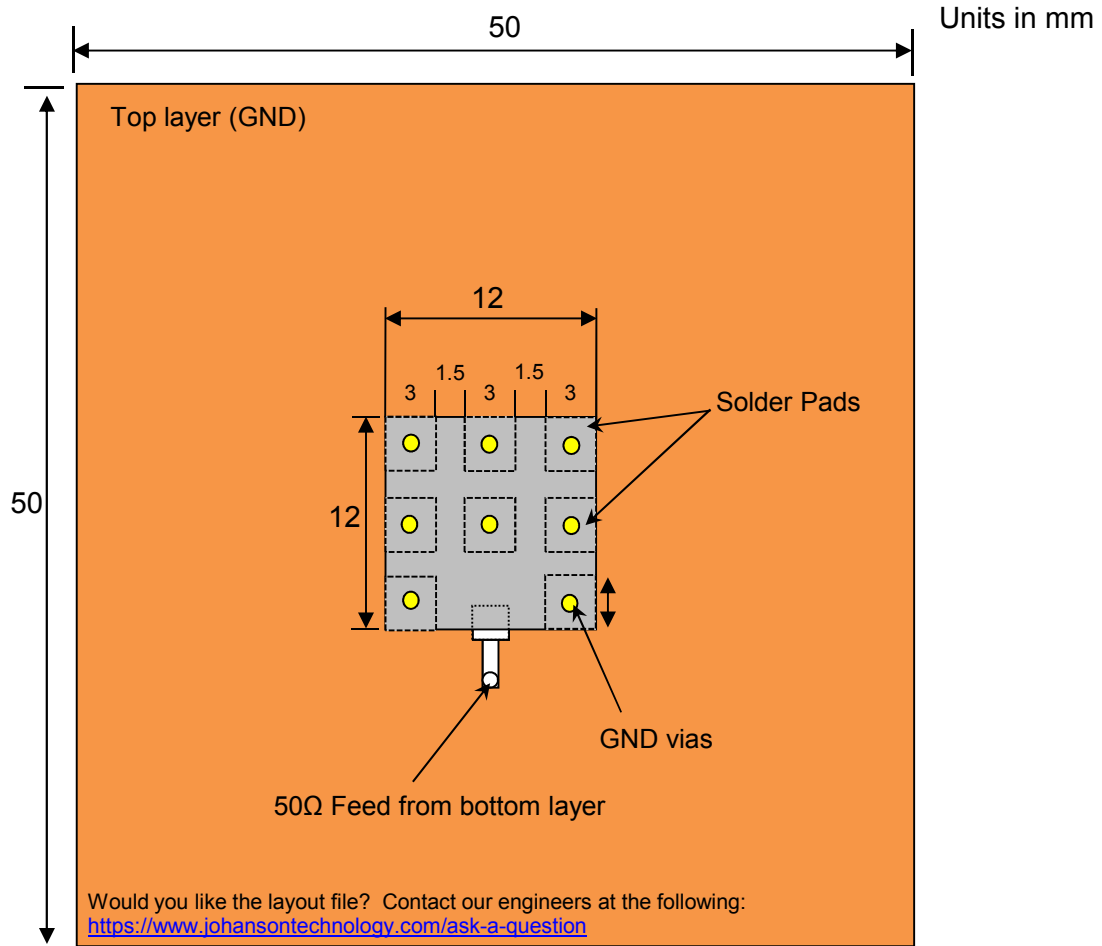 Units in mm
50
Top layer (GND)
12
3 1.5 3 1.5 3
Solder Pads
50
12
GND vias
50Ω Feed from bottom layer
Would you like the layout file? Contact our engineers at the following:
https://www.johansontechnology.com/ask-a-question